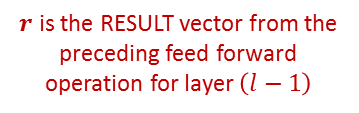 r is the RESULT vector from the
preceding feed forward
operation for layer (l − 1)